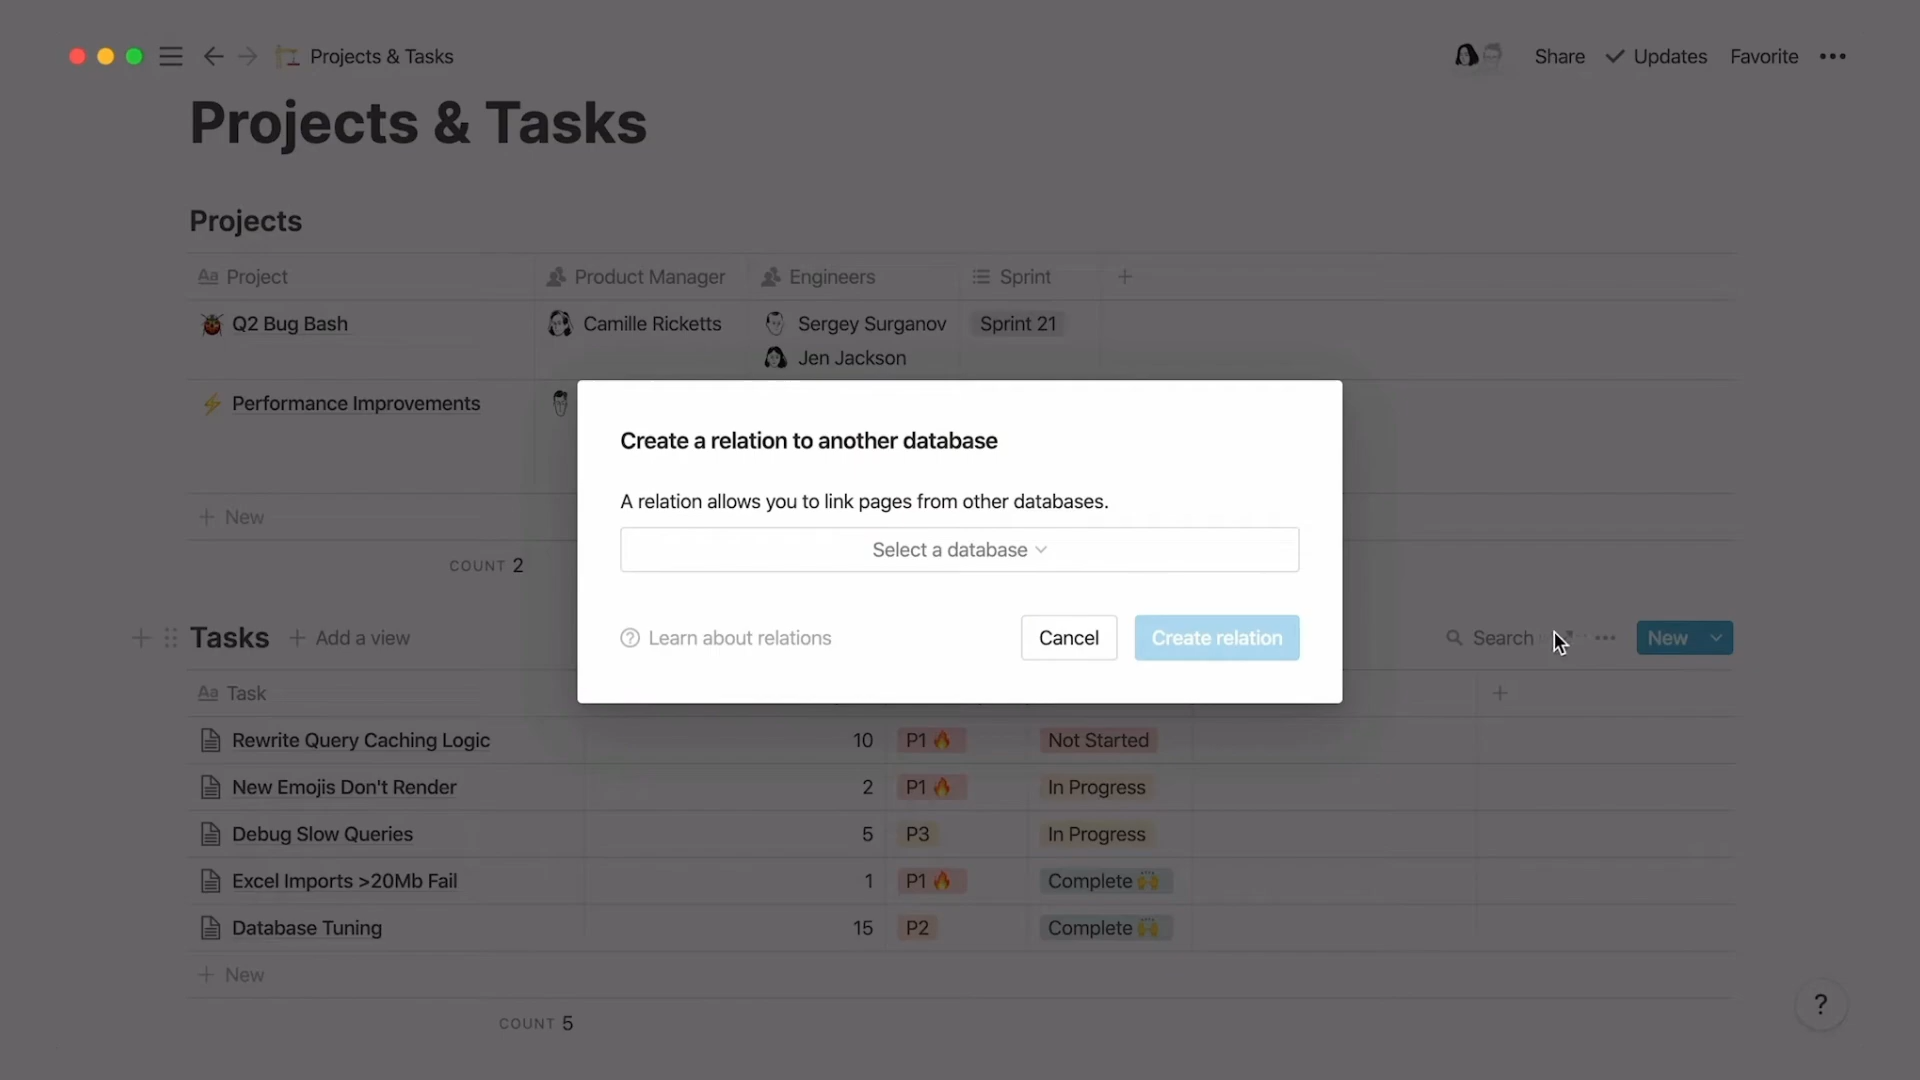 Projects & Tasks
Share
Updates
Favorite
Projects & Tasks
Projects
Aa Project
Product Manager
Engineers
Sprint
Q2 Bug Bash
Camille Ricketts
Sergey Surganov
Sprint 21
Jen Jackson
Performance Improvements
Create a relation to another database
A relation allows you to link pages from other databases.
Select a database
Learn about relations
Cancel
Create relation
+ New
COUNT 2
Tasks
+ Add a view
Search
New
Aa Task
Rewrite Query Caching Logic
10
P1 🔥
Not Started
New Emojis Don't Render
2
P1 🔥
In Progress
Debug Slow Queries
5
P3
In Progress
Excel Imports >20Mb Fail
1
P1 🔥
Complete 🙌
Database Tuning
15
P2
Complete 🙌
+ New
COUNT 5
?